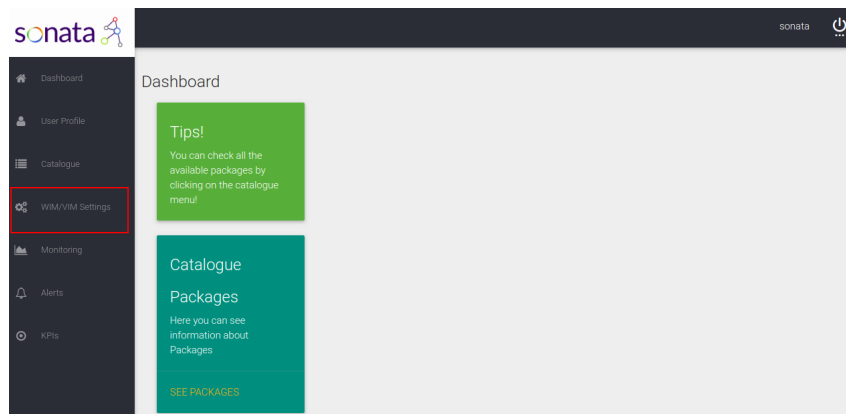 sonata
sonata
Dashboard
User Profile
Catalogue
WIM/VIM Settings
Monitoring
Alerts
KPIs
Dashboard
Tips!
You can check all the
available packages by
clicking on the catalogue
menu!
Catalogue
Packages
Here you can see
information about
Packages
SEE PACKAGES